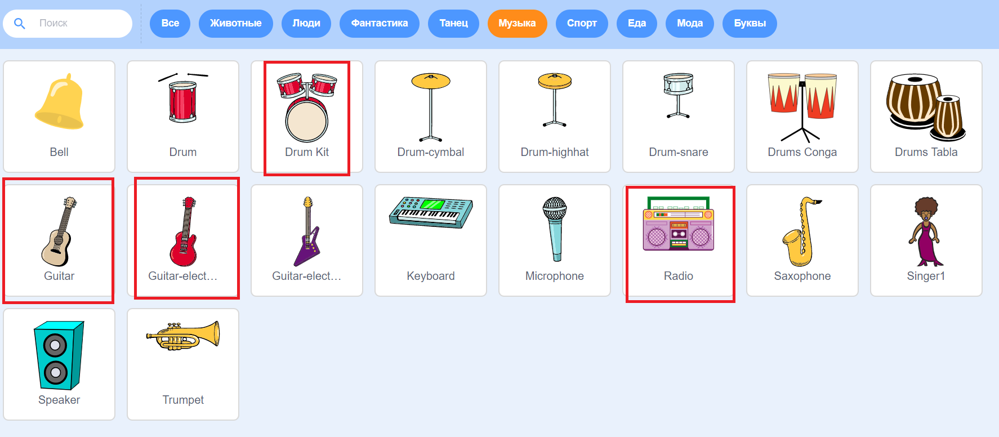 Поиск
Все Животные Люди Фантастика Танец Музыка Спорт Еда Мода Буквы
Bell Drum Drum Kit Drum-cymbal Drum-highhat Drum-snare Drums Conga Drums Tabla
Guitar Guitar-elect... Guitar-elect... Keyboard Microphone Radio Saxophone Singer1
Speaker Trumpet